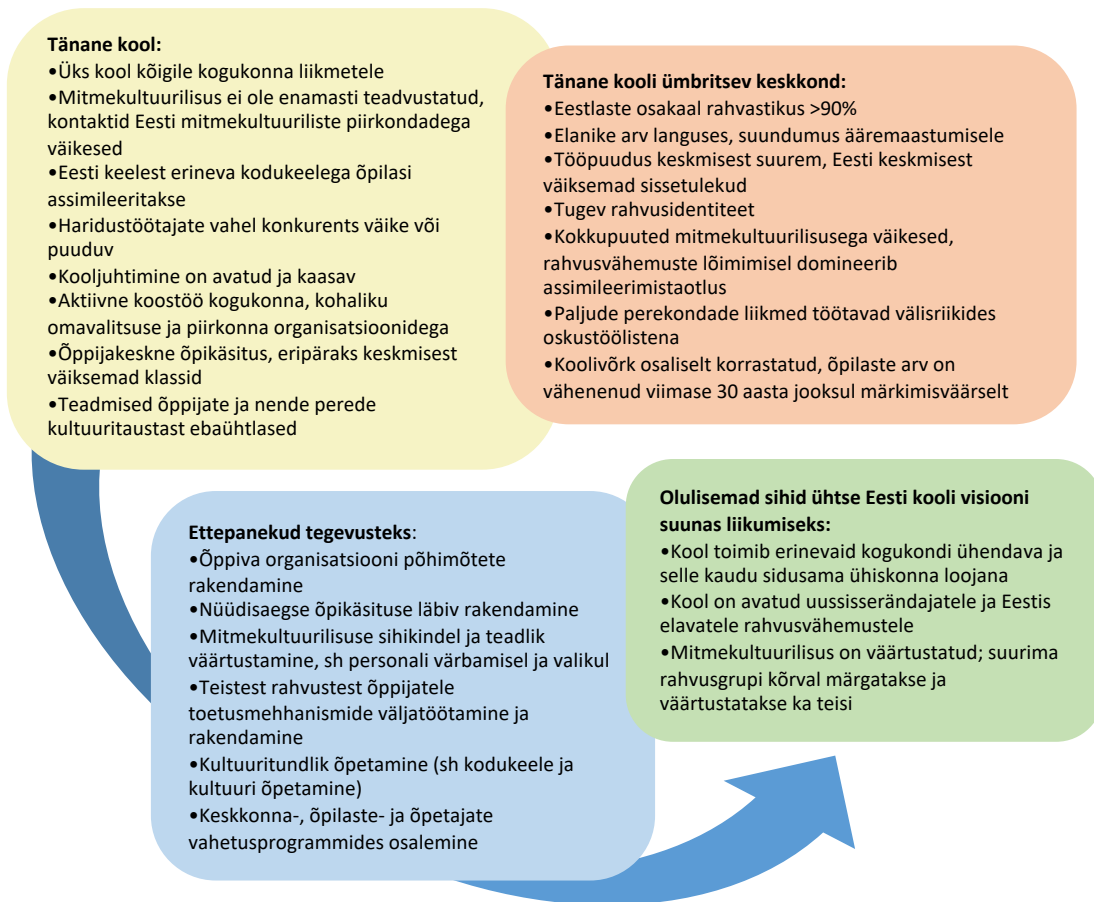 Tänane kool:
•Üks kool kõigile kogukonna liikmetele
•Mitmekultuurilisus ei ole enamasti teadvustatud,
kontaktid Eesti mitmekultuuriliste piirkondadega
väikesed
•Eesti keelest erineva kodukeelega õpilasi
assimileeritakse
•Haridustöötajate vahel konkurents väike või
puuduv
•Kooljuhtimine on avatud ja kaasav
•Aktiivne koostöö kogukonna, kohaliku
omavalitsuse ja piirkonna organisatsioonidega
•Õppijakeskne õpikäsitus, eripäraks keskmisest
väiksemad klassid
•Teadmised õppijate ja nende perede
kultuuritaustast ebaühtlased
Tänane kooli ümbritsev keskkond:
•Eestlaste osakaal rahvastikus >90%
•Elanike arv languses, suundumus ääremaastumisele
•Tööpuudus keskmisest suurem, Eesti keskmisest
väiksemad sissetulekud
•Tugev rahvusidentiteet
•Kokkupuuted mitmekultuurilisusega väikesed,
rahvusvähemuste lõimimisel domineerib
assimileerimistaotlus
•Paljude perekondade liikmed töötavad välisriikides
oskustöölistena
•Koolivõrk osaliselt korrastatud, õpilaste arv on
vähenenud viimase 30 aasta jooksul märkimisväärselt
Ettepanekud tegevusteks:
•Õppiva organisatsiooni põhimõtete
rakendamine
•Nüüdisaegse õpikäsituse läbiv rakendamine
•Mitmekultuurilisuse sihikindel ja teadlik
väärtustamine, sh personali värbamisel ja valikul
•Teistest rahvustest õppijatele
toetusmehhanismide väljatöötamine ja
rakendamine
•Kultuuritundlik õpetamine (sh kodukeele ja
kultuuri õpetamine)
•Keskkonna-, õpilaste- ja õpetajate
vahetusprogrammides osalemine
Olulisemad sihid ühtse Eesti kooli visiooni
suunas liikumiseks:
•Kool toimib erinevaid kogukondi ühendava ja
selle kaudu sidusama ühiskonna loojana
•Kool on avatud uussisserändajatele ja Eestis
elavatele rahvusvähemustele
•Mitmekultuurilisus on väärtustatud; suurima
rahvusgrupi kõrval märgatakse ja
väärtustatakse ka teisi